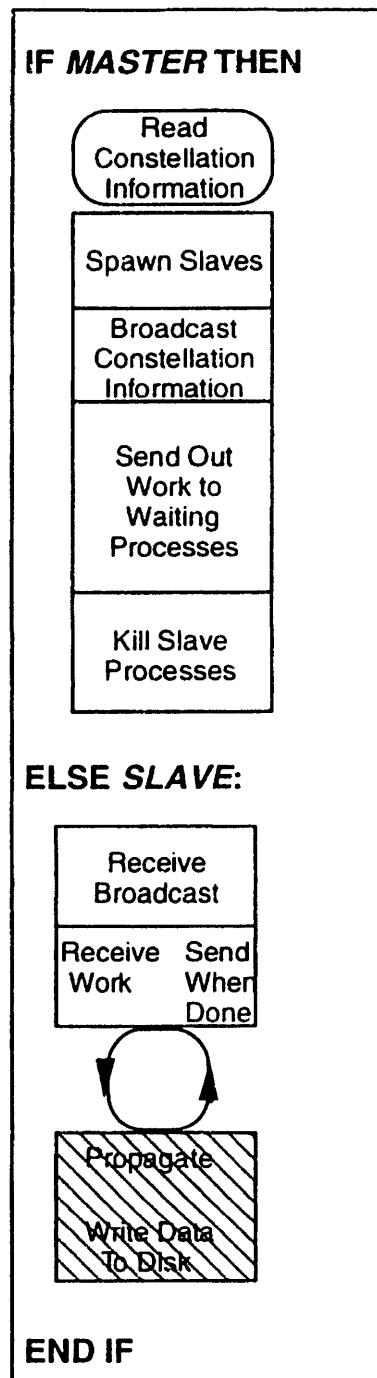 IF MASTER THEN
Read
Constellation
Information
Spawn Slaves
Broadcast
Constellation
Information
Send Out
Work to
Waiting
Processes
Kill Slave
Processes
ELSE SLAVE:
Receive
Broadcast
Receive Send
Work When
Done
Propagate
Write Data
To Disk
END IF